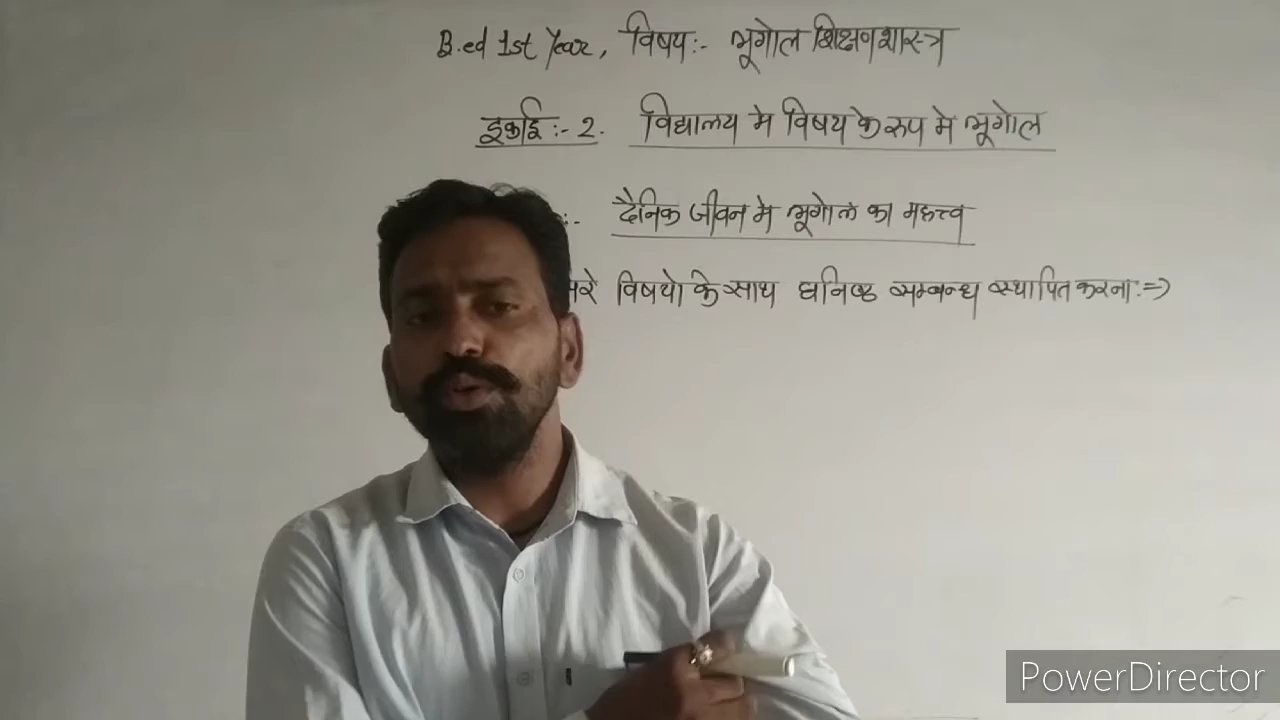 B.ed 1st Year, विषय:- भूगोल शिक्षणशास्त्र
इकाई :- 2. विद्यालय मे विषय के रुप मे भूगोल
:- दैनिक जीवन मे भूगोल का महत्त्व
विषयो के साथ घनिष्ठ सम्बन्ध स्थापित करना :⇒
PowerDirector